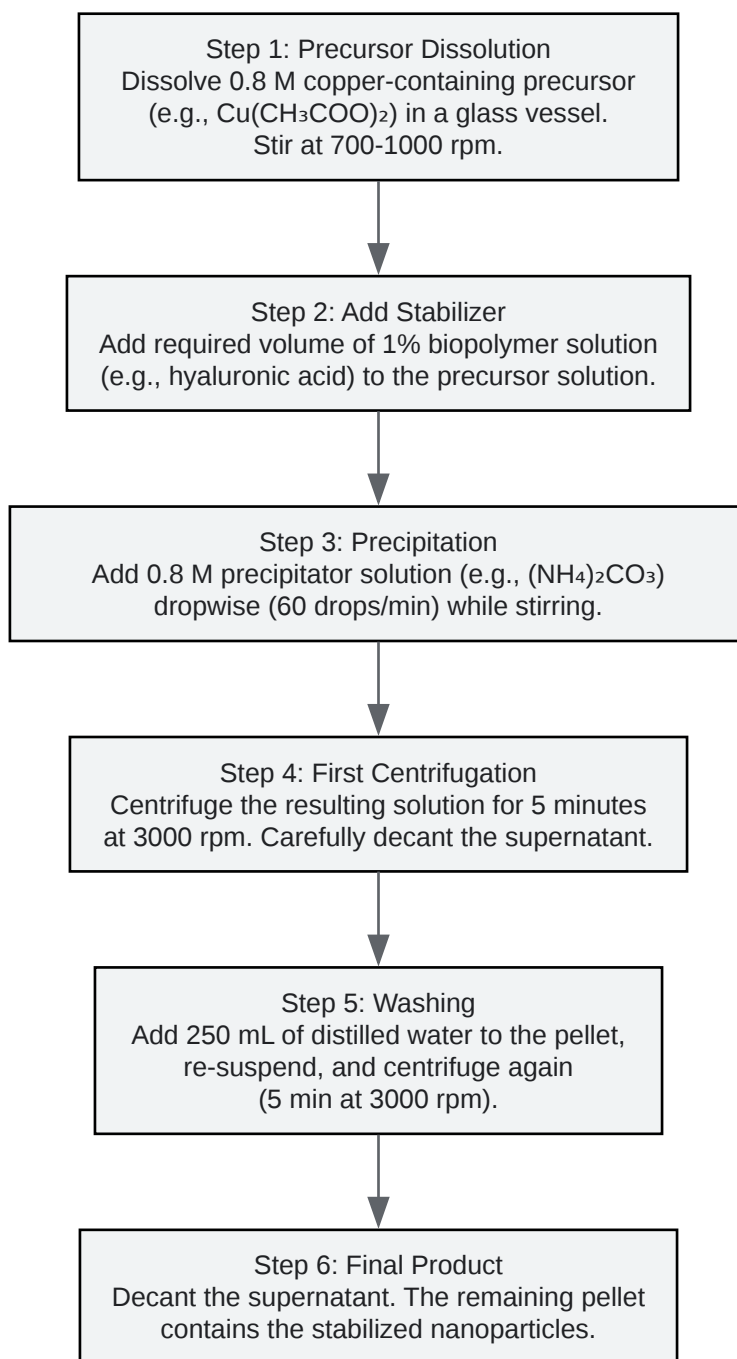 Step 1: Precursor Dissolution
Dissolve 0.8 M copper-containing precursor
(e.g., Cu(CH₃COO)₂) in a glass vessel.
Stir at 700-1000 rpm.
Step 2: Add Stabilizer
Add required volume of 1% biopolymer solution
(e.g., hyaluronic acid) to the precursor solution.
Step 3: Precipitation
Add 0.8 M precipitator solution (e.g., (NH₄)₂CO₃)
dropwise (60 drops/min) while stirring.
Step 4: First Centrifugation
Centrifuge the resulting solution for 5 minutes
at 3000 rpm. Carefully decant the supernatant.
Step 5: Washing
Add 250 mL of distilled water to the pellet,
re-suspend, and centrifuge again
(5 min at 3000 rpm).
Step 6: Final Product
Decant the supernatant. The remaining pellet
contains the stabilized nanoparticles.